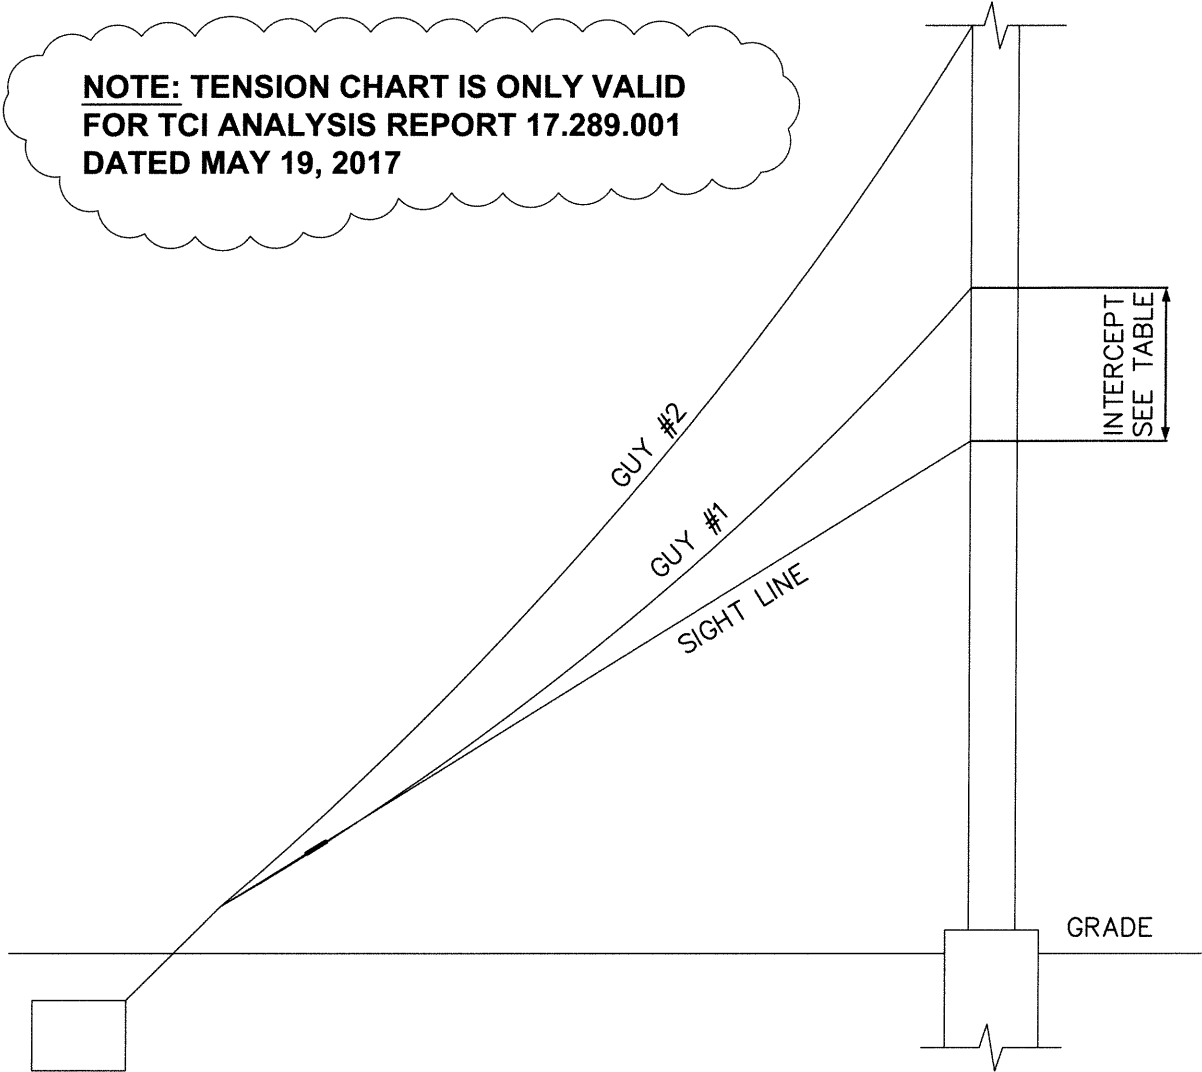 NOTE: TENSION CHART IS ONLY VALID
FOR TCI ANALYSIS REPORT 17.289.001
DATED MAY 19, 2017
INTERCEPT
SEE TABLE
GUY #2
GUY #1
SIGHT LINE
GRADE